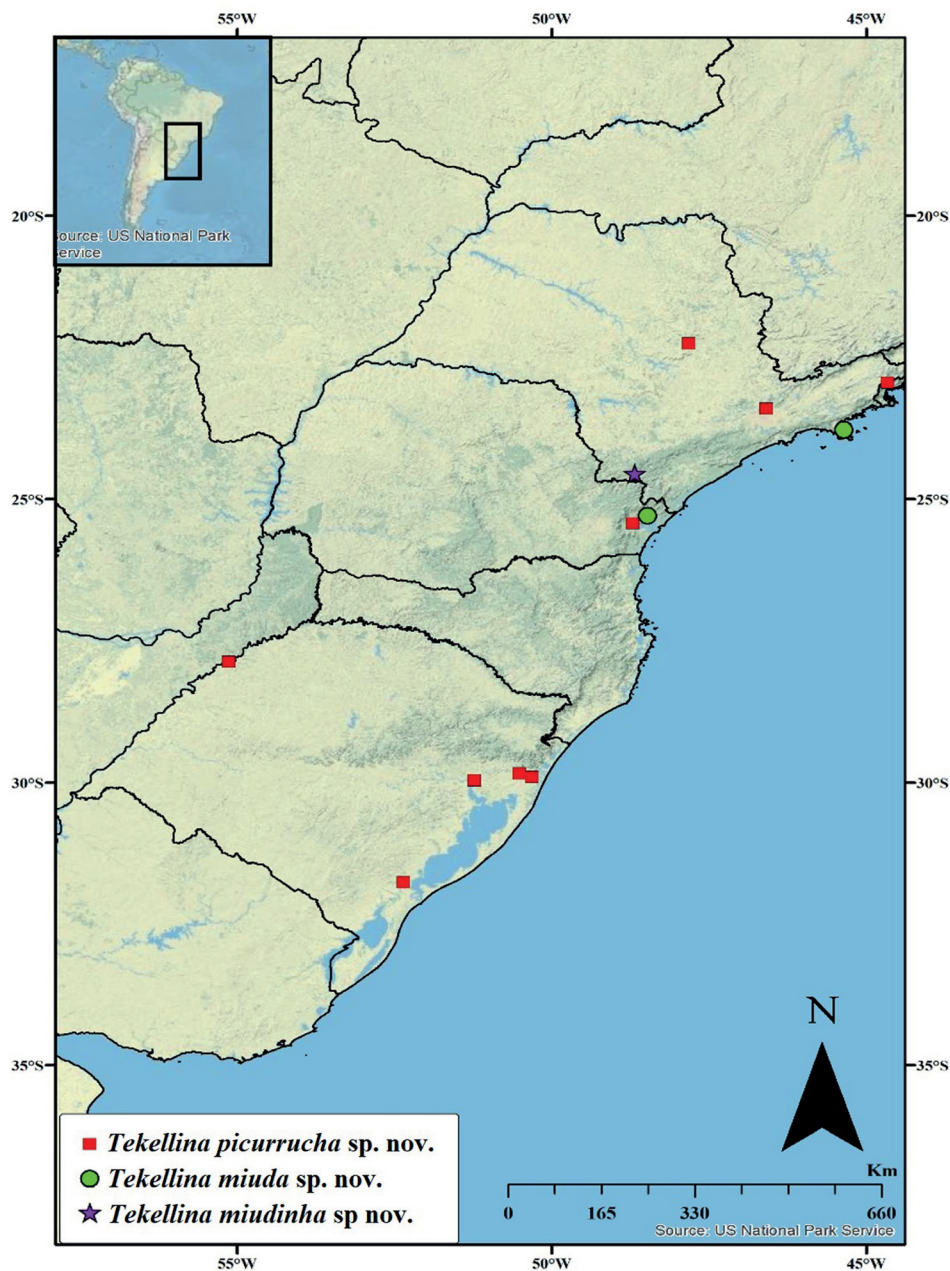 55°W 50°W 45°W
20°S 20°S
25°S 25°S
30°S 30°S
35°S 35°S
ource: US National Park
ervice
N
Tekellina picurrucha sp. nov.
Tekellina miuda sp. nov.
Tekellina miudinha sp nov.
Km
0 165 330 660
Source: US National Park Service
55°W 50°W 45°W